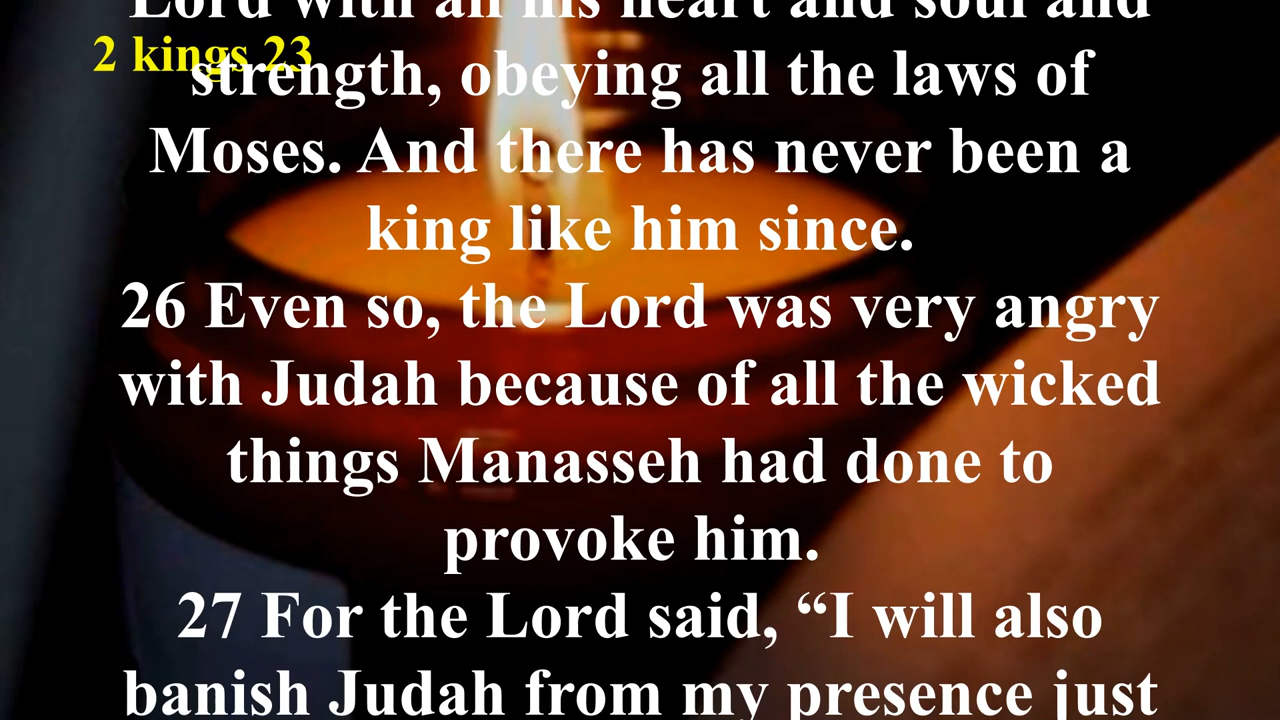 Lord with all his heart and soul and
2 kings 23
strength, obeying all the laws of
Moses. And there has never been a
king like him since.
26 Even so, the Lord was very angry
with Judah because of all the wicked
things Manasseh had done to
provoke him.
27 For the Lord said, “I will also
banish Judah from my presence just